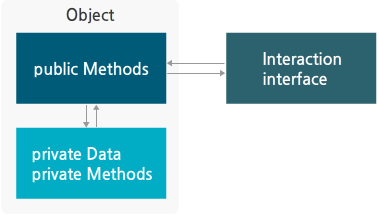 Object
public Methods
Interaction
interface
private Data
private Methods